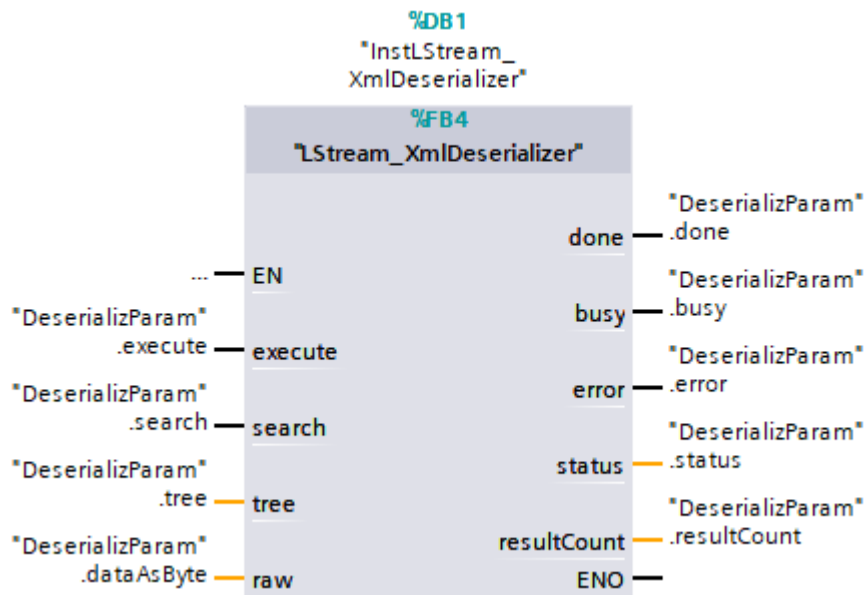 %DB1
"InstLStream_
XmlDeserializer"
%FB4
"LStream_XmlDeserializer"
"DeserializParam"
.done
done
...
EN
"DeserializParam"
.busy
busy
"DeserializParam"
.execute
execute
"DeserializParam"
.error
error
"DeserializParam"
.search
search
"DeserializParam"
.status
status
"DeserializParam"
.tree
tree
"DeserializParam"
.resultCount
resultCount
"DeserializParam"
.dataAsByte
raw
ENO